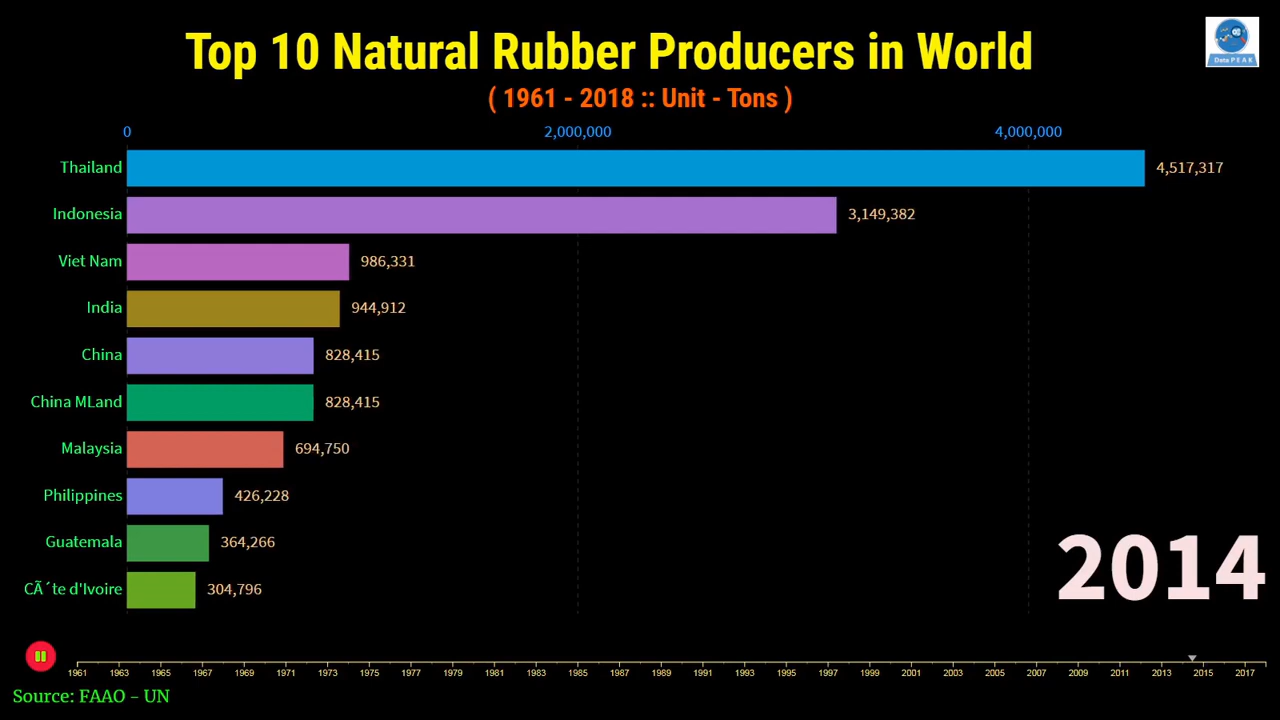 Top 10 Natural Rubber Producers in World
Data P E A K
( 1961 - 2018 :: Unit - Tons )
0 2,000,000 4,000,000
Thailand 4,517,317
Indonesia 3,149,382
Viet Nam 986,331
India 944,912
China 828,415
China MLand 828,415
Malaysia 694,750
Philippines 426,228
Guatemala 364,266
CÃ´te d'Ivoire 304,796
2014
1961 1963 1965 1967 1969 1971 1973 1975 1977 1979 1981 1983 1985 1987 1989 1991 1993 1995 1997 1999 2001 2003 2005 2007 2009 2011 2013 2015 2017
Source: FAAO - UN